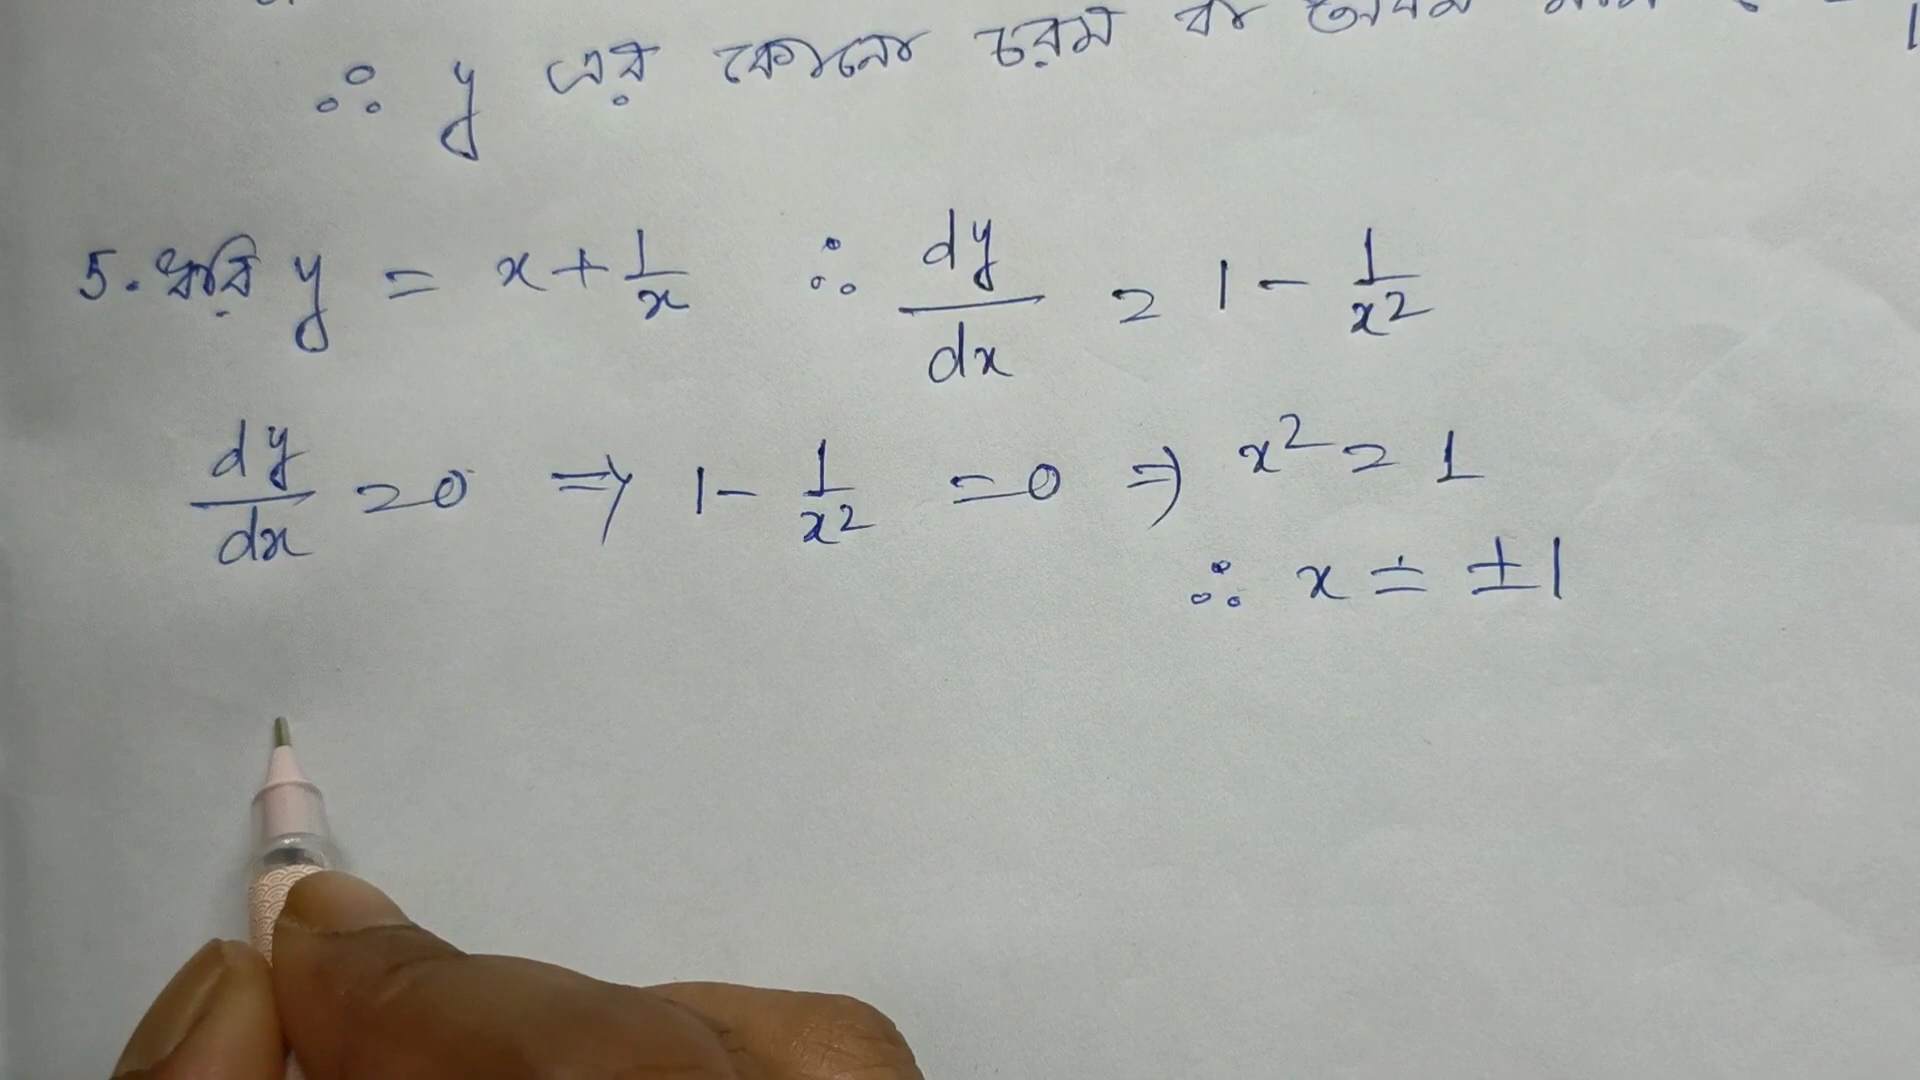 ∴ y এর কোনো চরম বা
5. ধরি y = x + 1/x ∴ dy/dx = 1 - 1/x²
dy/dx = 0 ⇒ 1 - 1/x² = 0 ⇒ x² = 1
∴ x = ±1